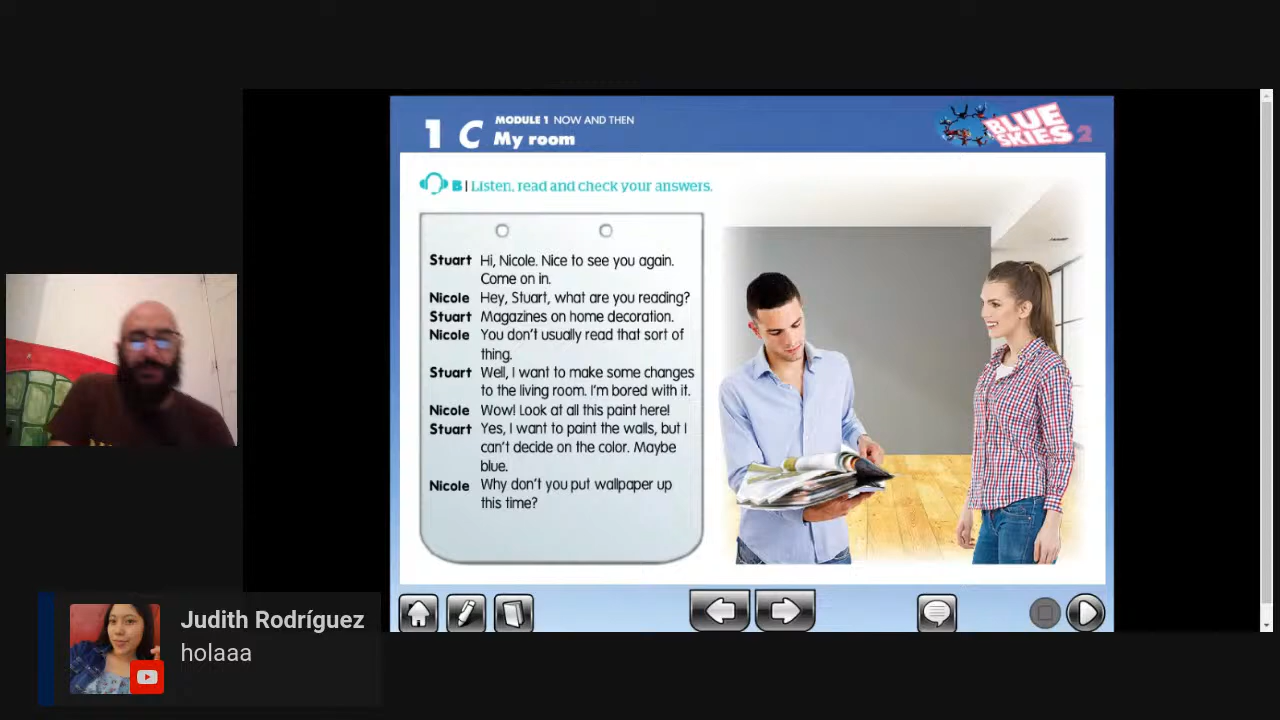 1 C
MODULE 1 NOW AND THEN
My room
BLUE
SKIES 2
B | Listen, read and check your answers.
Stuart Hi, Nicole. Nice to see you again.
Come on in.
Nicole Hey, Stuart, what are you reading?
Stuart Magazines on home decoration.
Nicole You don't usually read that sort of
thing.
Stuart Well, I want to make some changes
to the living room. I'm bored with it.
Nicole Wow! Look at all this paint here!
Stuart Yes, I want to paint the walls, but I
can't decide on the color. Maybe
blue.
Nicole Why don't you put wallpaper up
this time?
Judith Rodríguez
holaaa